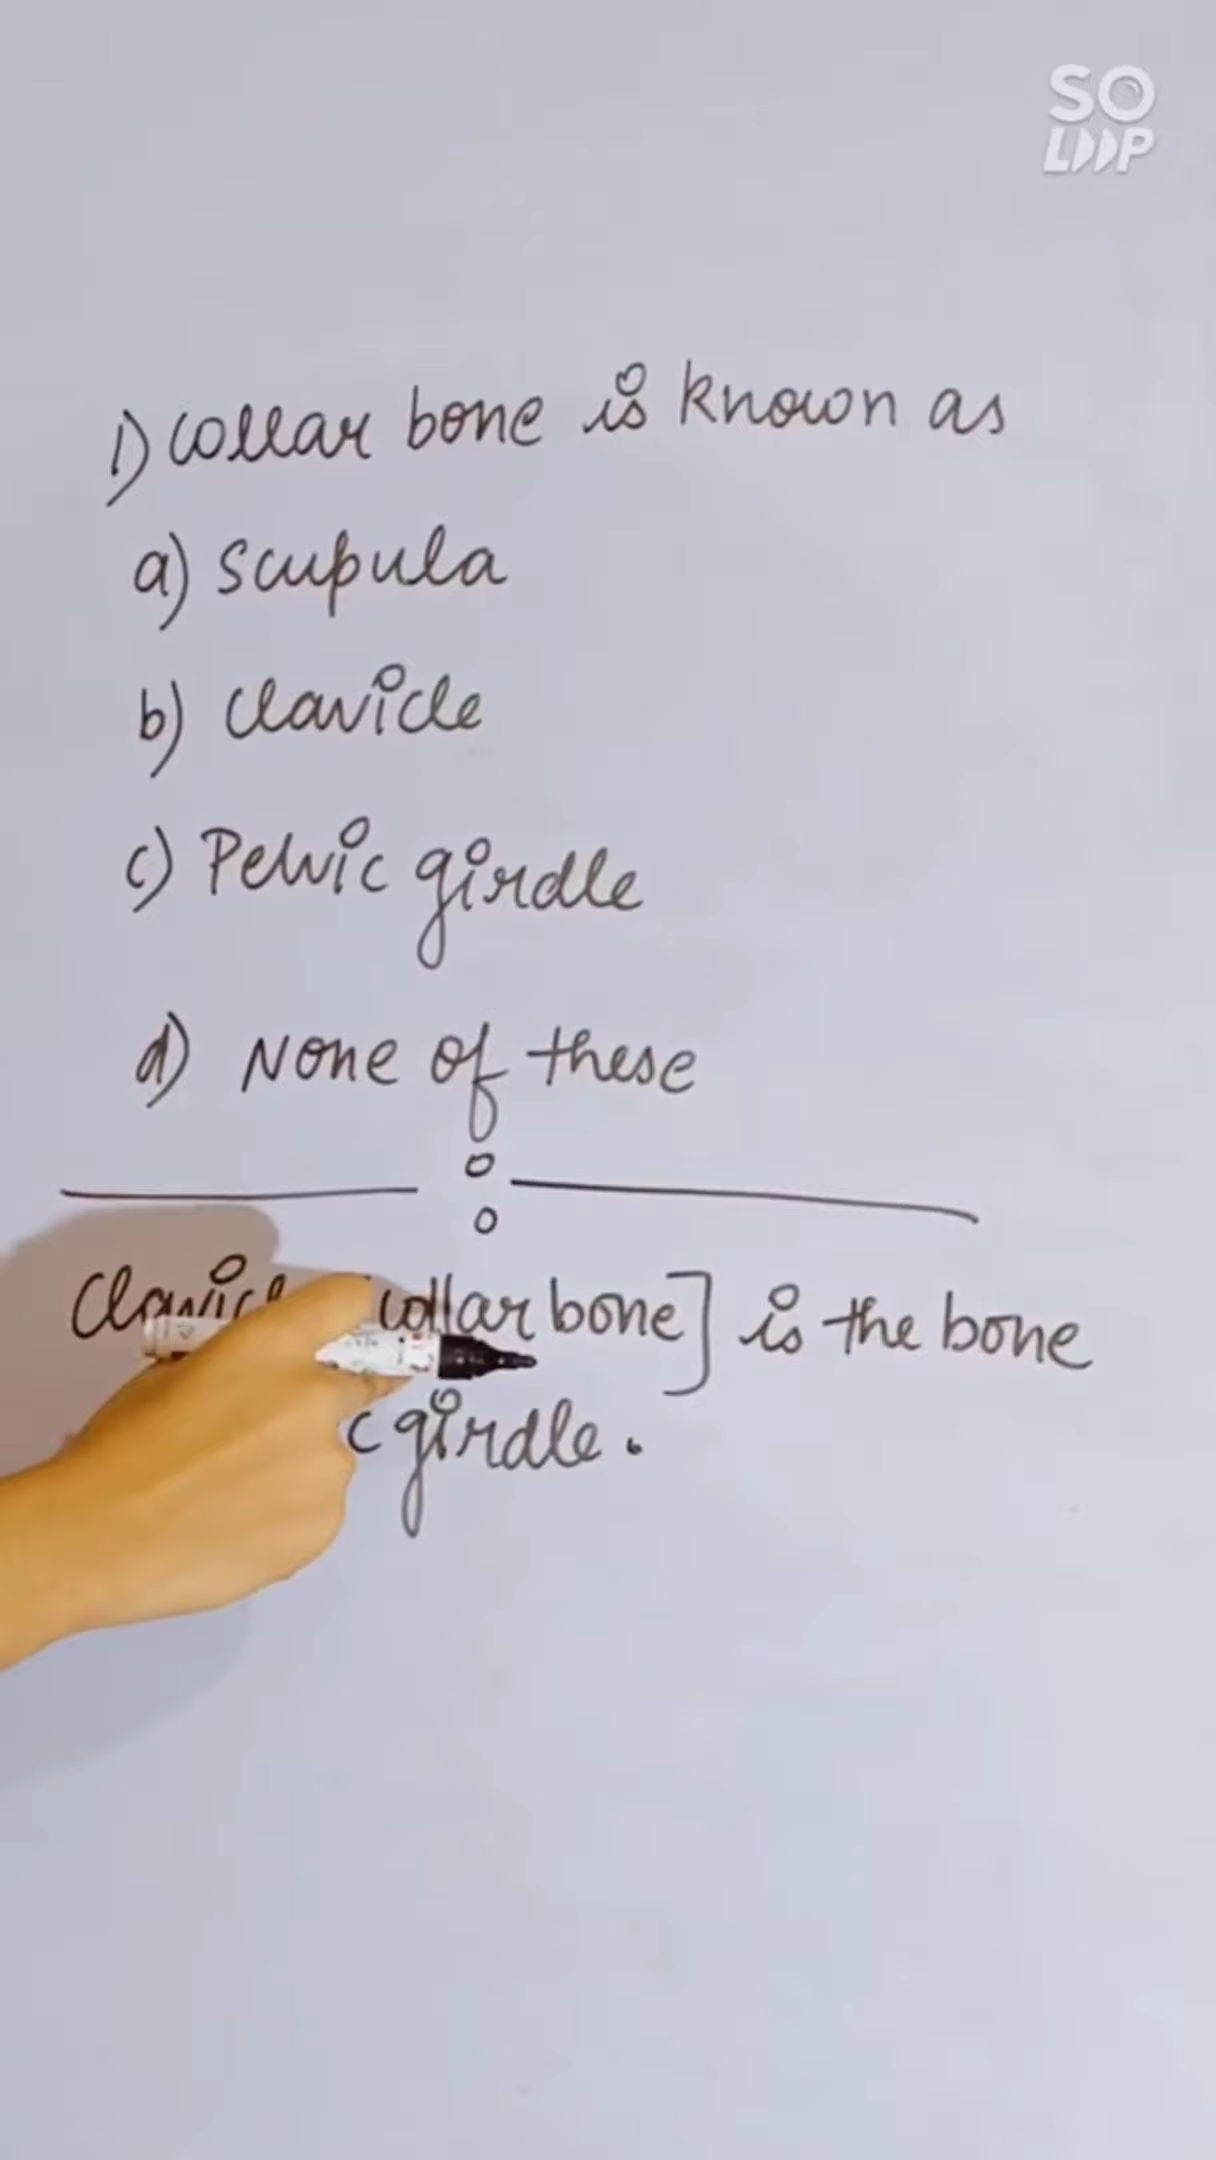 SO
LOOP
1) Collar bone is known as
a) Scupula
b) Clavicle
c) Pelvic girdle
d) None of these
[collar bone] is the bone
girdle.